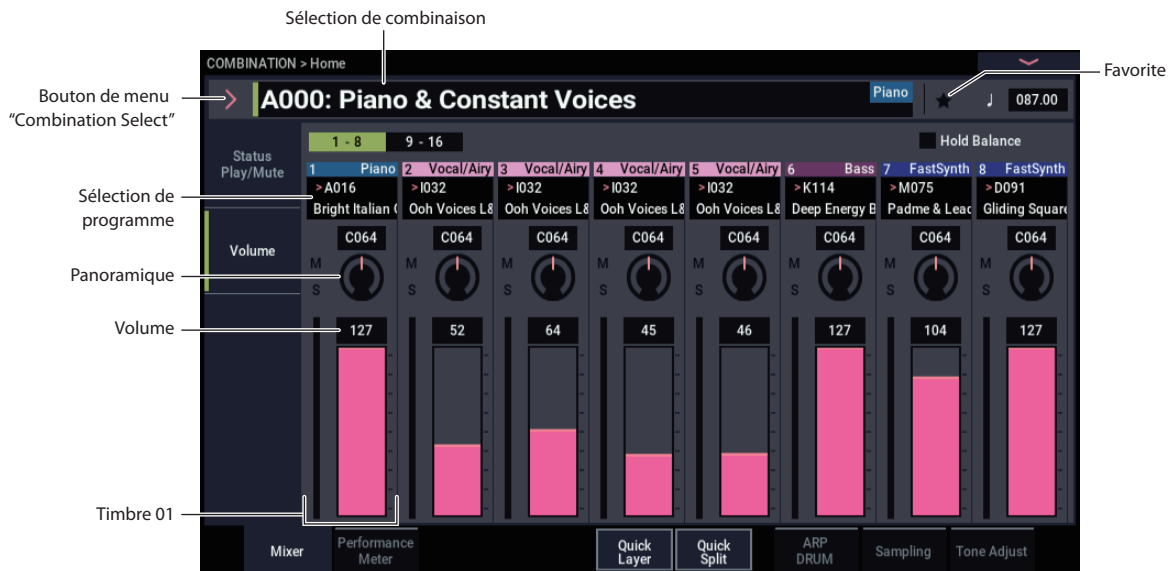 Sélection de combinaison
COMBINATION > Home
Favorite
Bouton de menu
"Combination Select"
A000: Piano & Constant Voices
Piano
♩ 087.00
1 - 8
9 - 16
Hold Balance
Status
Play/Mute
1 Piano 2 Vocal/Airy 3 Vocal/Airy 4 Vocal/Airy 5 Vocal/Airy 6 Bass 7 FastSynth 8 FastSynth
Sélection de
programme
>A016 >I032 >I032 >I032 >I032 >K114 >M075 >D091
Bright Italian Ooh Voices L& Ooh Voices L& Ooh Voices L& Ooh Voices L& Deep Energy B Padme & Lead Gliding Square
Volume
C064 C064 C064 C064 C064 C064 C064 C064
Panoramique
M M M M M M M M
S S S S S S S S
Volume
127 52 64 45 46 127 104 127
Timbre 01
Mixer
Performance
Meter
Quick
Layer
Quick
Split
ARP
DRUM
Sampling
Tone Adjust